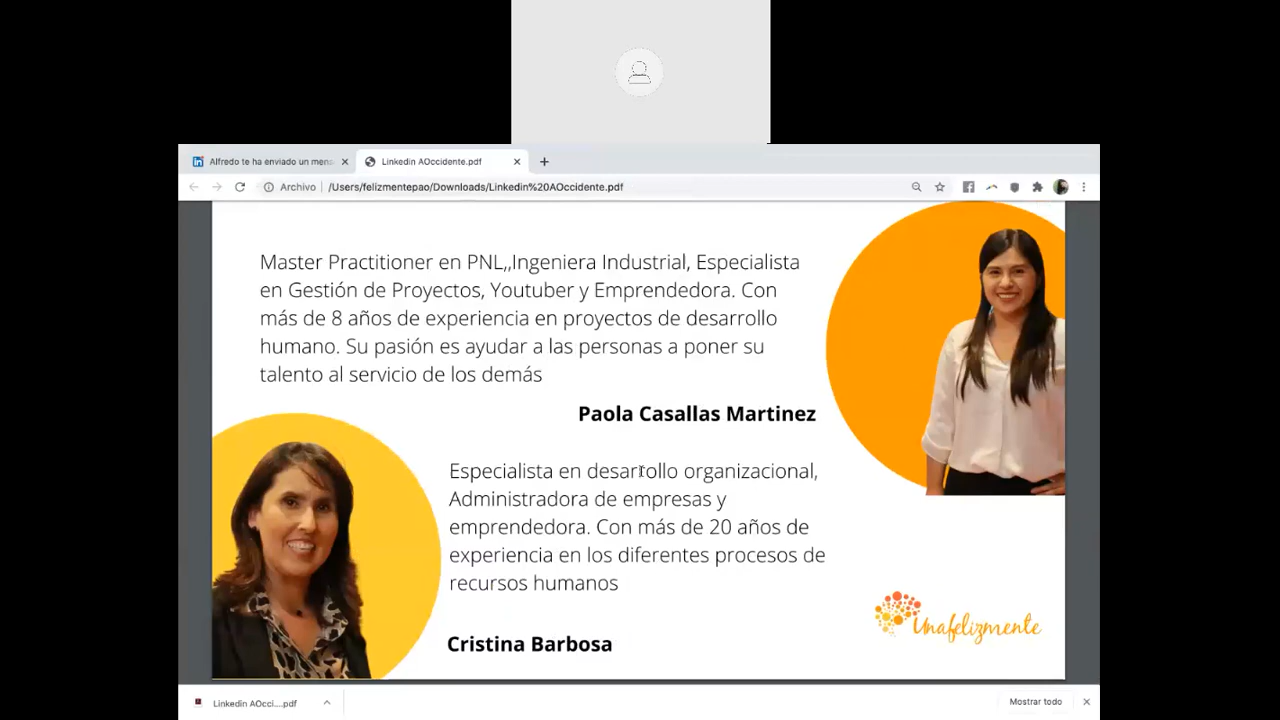 Alfredo te ha enviado un mens
Linkedin AOccidente.pdf
Archivo
/Users/felizmentepao/Downloads/Linkedin%20AOccidente.pdf
Master Practitioner en PNL,,Ingeniera Industrial, Especialista
en Gestión de Proyectos, Youtuber y Emprendedora. Con
más de 8 años de experiencia en proyectos de desarrollo
humano. Su pasión es ayudar a las personas a poner su
talento al servicio de los demás
Paola Casallas Martinez
Especialista en desarrollo organizacional,
Administradora de empresas y
emprendedora. Con más de 20 años de
experiencia en los diferentes procesos de
recursos humanos
Cristina Barbosa
Unafelizmente
Linkedin AOcci....pdf
Mostrar todo